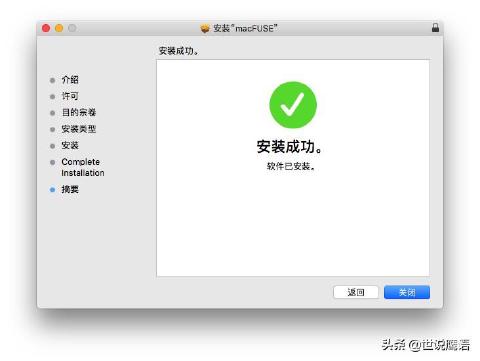 安装"macFUSE"
安装成功。
介绍
许可
目的宗卷
安装类型
安装
Complete
Installation
摘要
安装成功。
软件已安装。
返回
关闭
头条 @世说鹰语